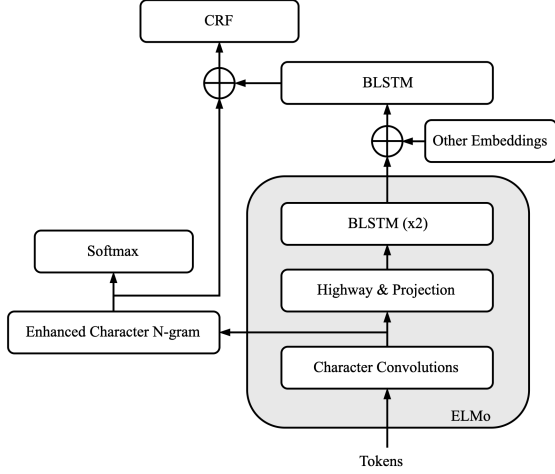 CRF
BLSTM
Other Embeddings
BLSTM (x2)
Softmax
Highway & Projection
Enhanced Character N-gram
Character Convolutions
ELMo
Tokens